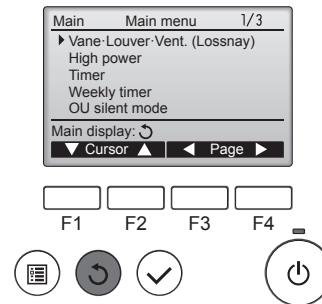 Main Main menu 1/3
Vane·Louver·Vent. (Lossnay)
High power
Timer
Weekly timer
OU silent mode
Main display:
Cursor Page
F1 F2 F3 F4